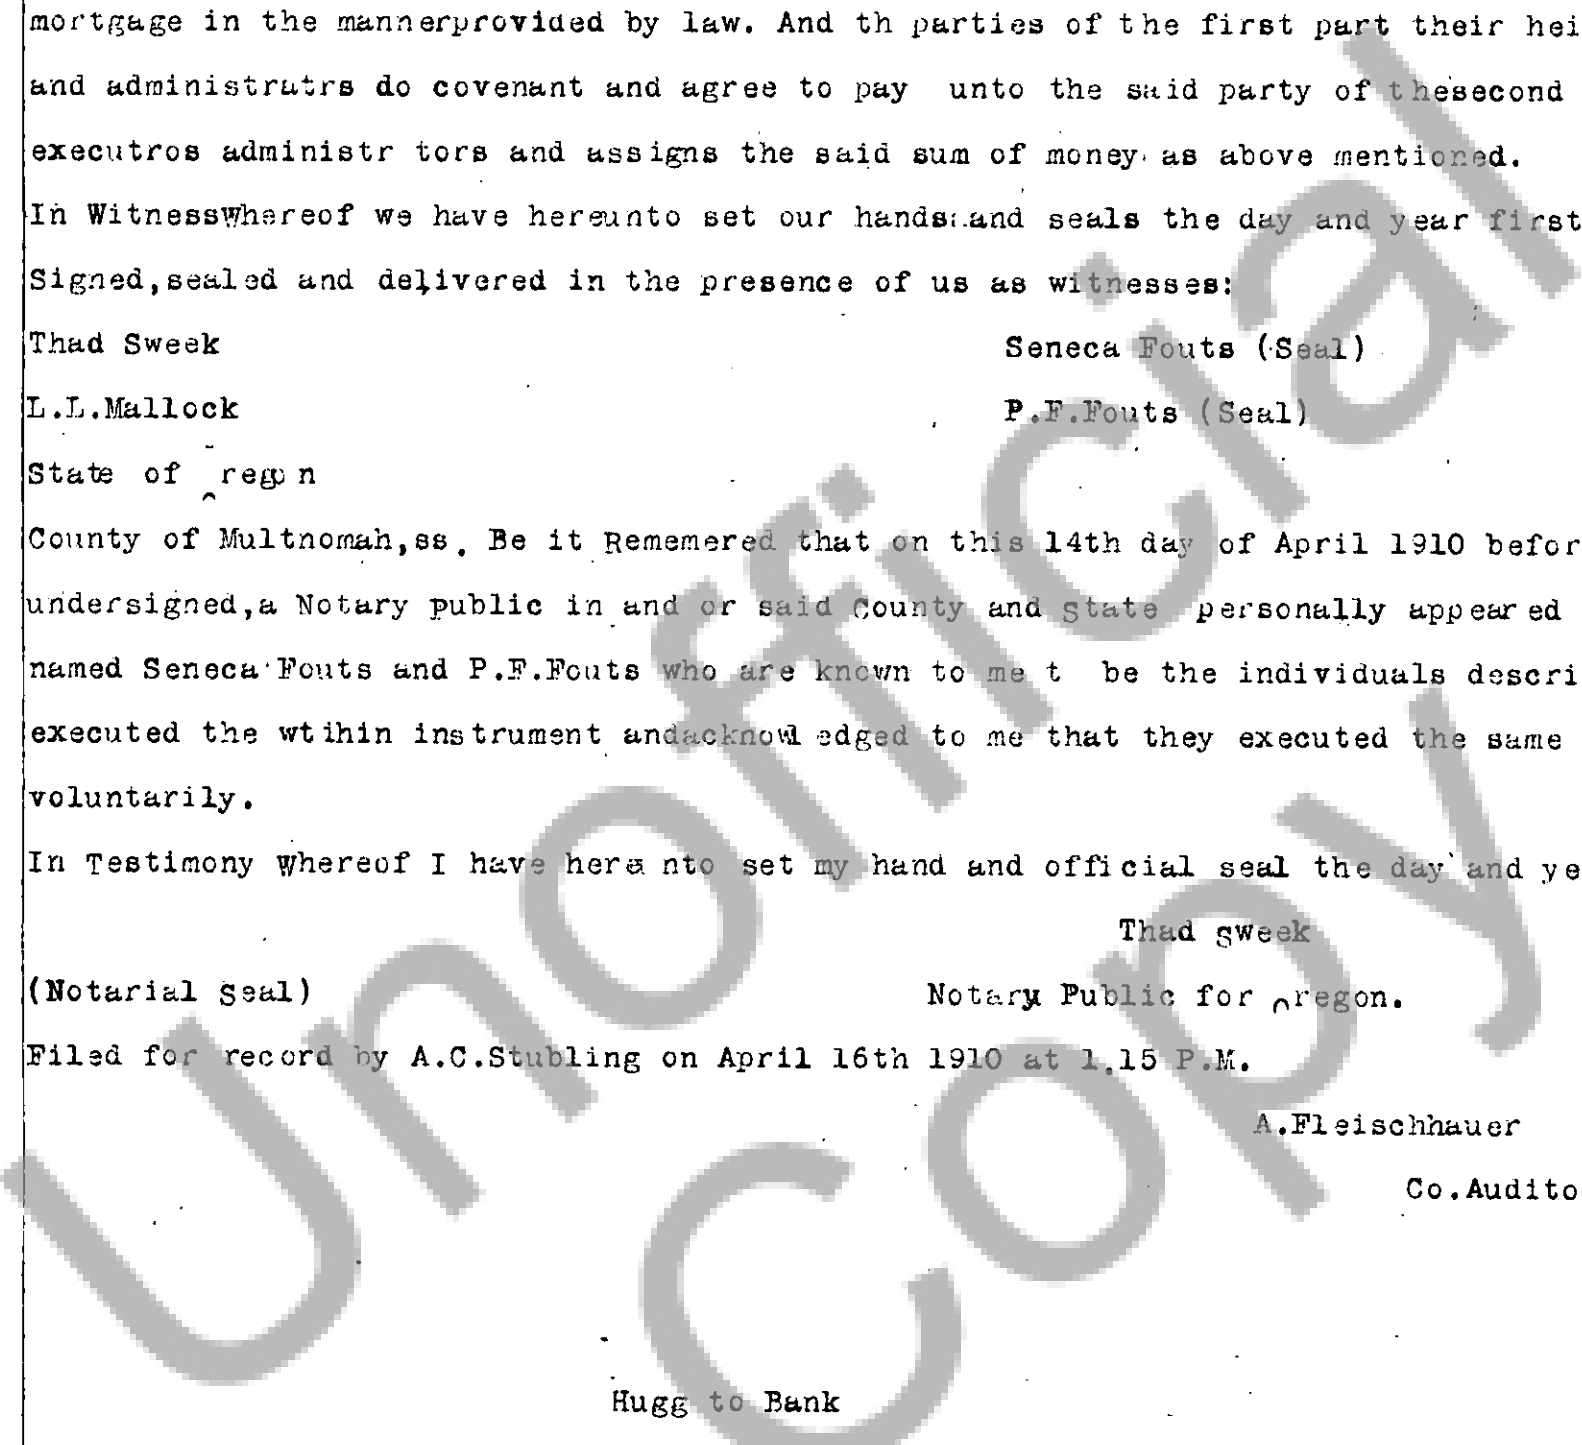 mortgage in the mannerprovided by law. And th parties of the first part their hei
and administratrs do covenant and agree to pay unto the said party of thesecond
executros administr tors and assigns the said sum of money as above mentioned.
In WitnessWhereof we have hereunto set our hands and seals the day and year first
Signed,sealed and delivered in the presence of us as witnesses:
Thad Sweek Seneca Fouts (Seal)
L.L.Mallock P.F.Fouts (Seal)
State of regon
County of Multnomah,ss. Be it Rememered that on this 14th day of April 1910 befor
undersigned,a Notary public in and or said County and State personally appeared
named Seneca Fouts and P.F.Fouts who are known to me t be the individuals descri
executed the wtihin instrument andacknowledged to me that they executed the same
voluntarily.
In Testimony Whereof I have here nto set my hand and official seal the day and ye
Thad Sweek
(Notarial Seal) Notary Public for regon.
Filed for record by A.C.Stubling on April 16th 1910 at 1.15 P.M.
A.Fleischhauer
Co.Audito
Hugg to Bank
Unofficial
Copy